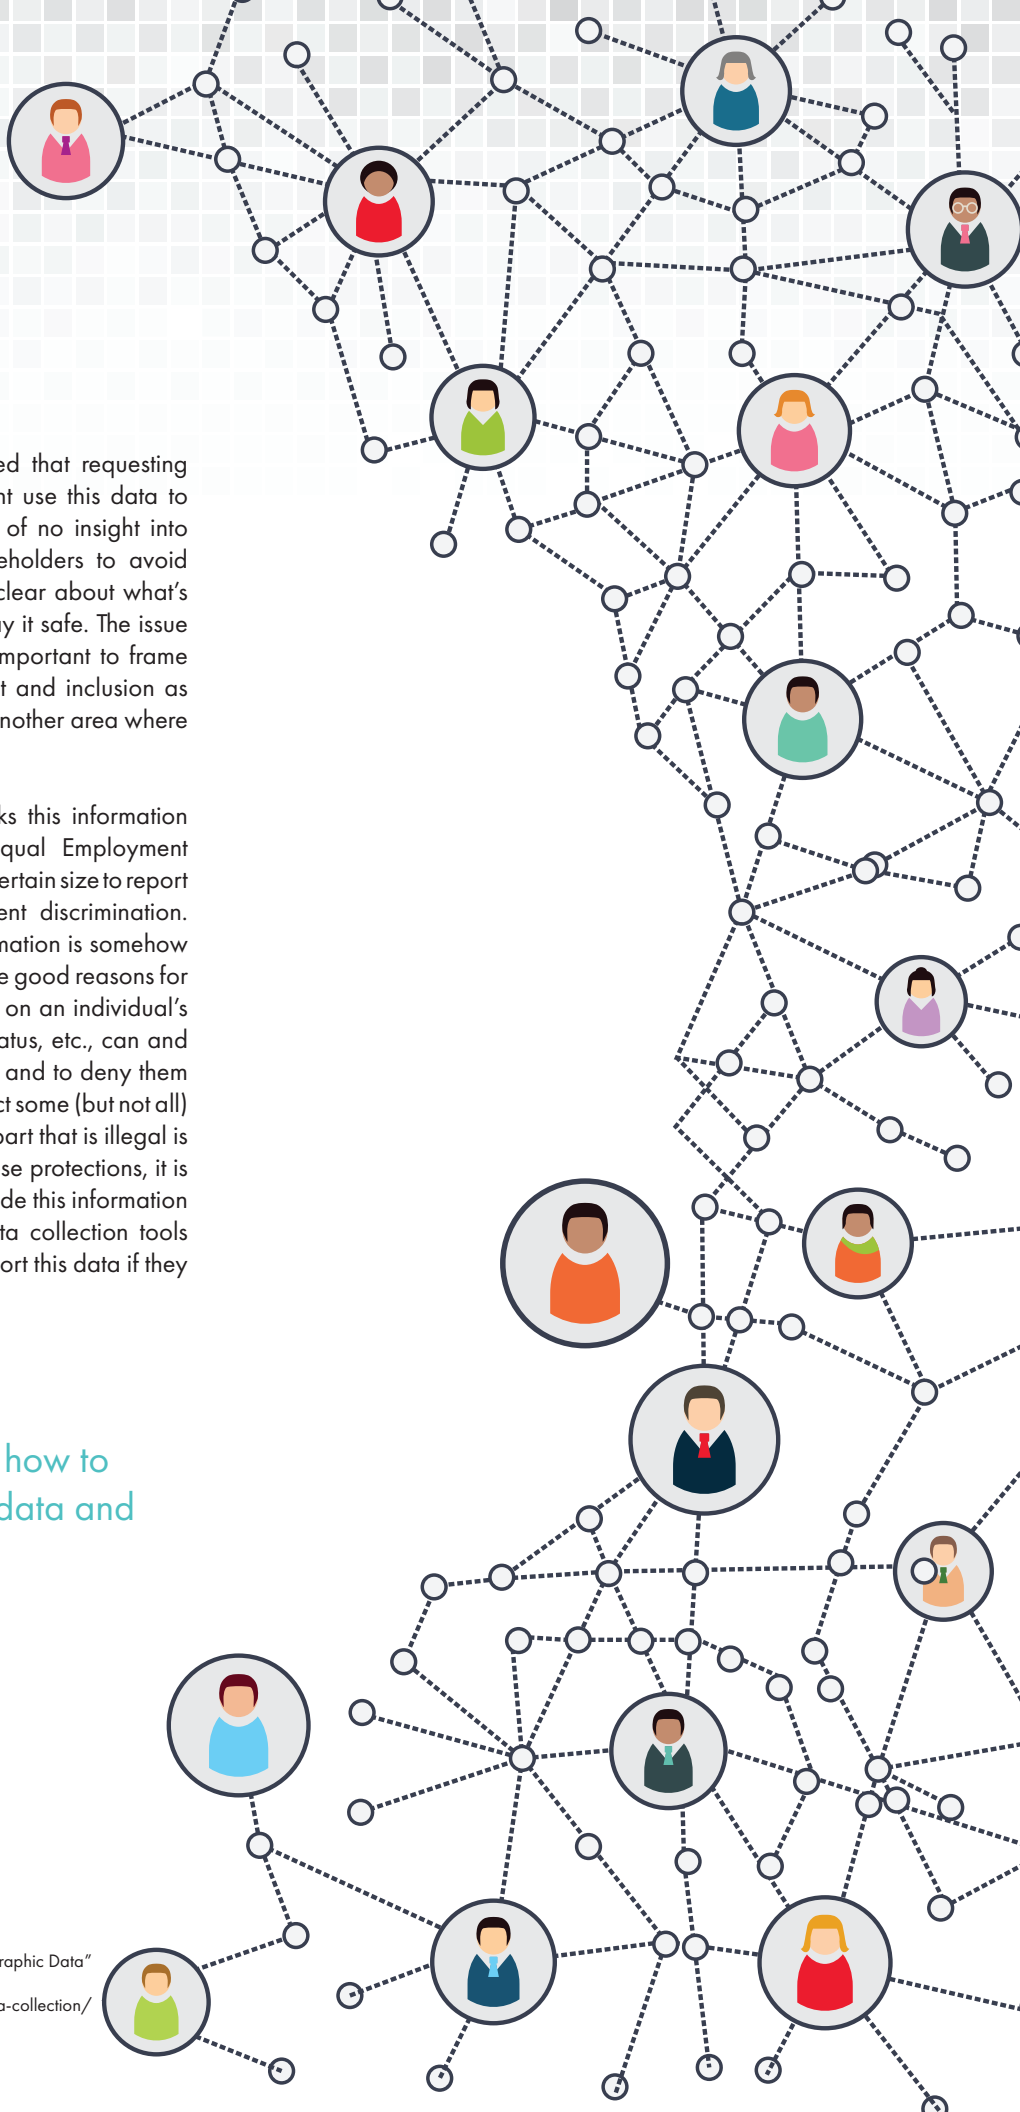 ed that requesting
nt use this data to
of no insight into
eholders to avoid
clear about what's
ay it safe. The issue
mportant to frame
t and inclusion as
nother area where
ks this information
qual Employment
ertain size to report
ent discrimination.
mation is somehow
e good reasons for
on an individual's
atus, etc., can and
and to deny them
ct some (but not all)
part that is illegal is
se protections, it is
de this information
ta collection tools
ort this data if they
how to
data and
raphic Data”
a-collection/